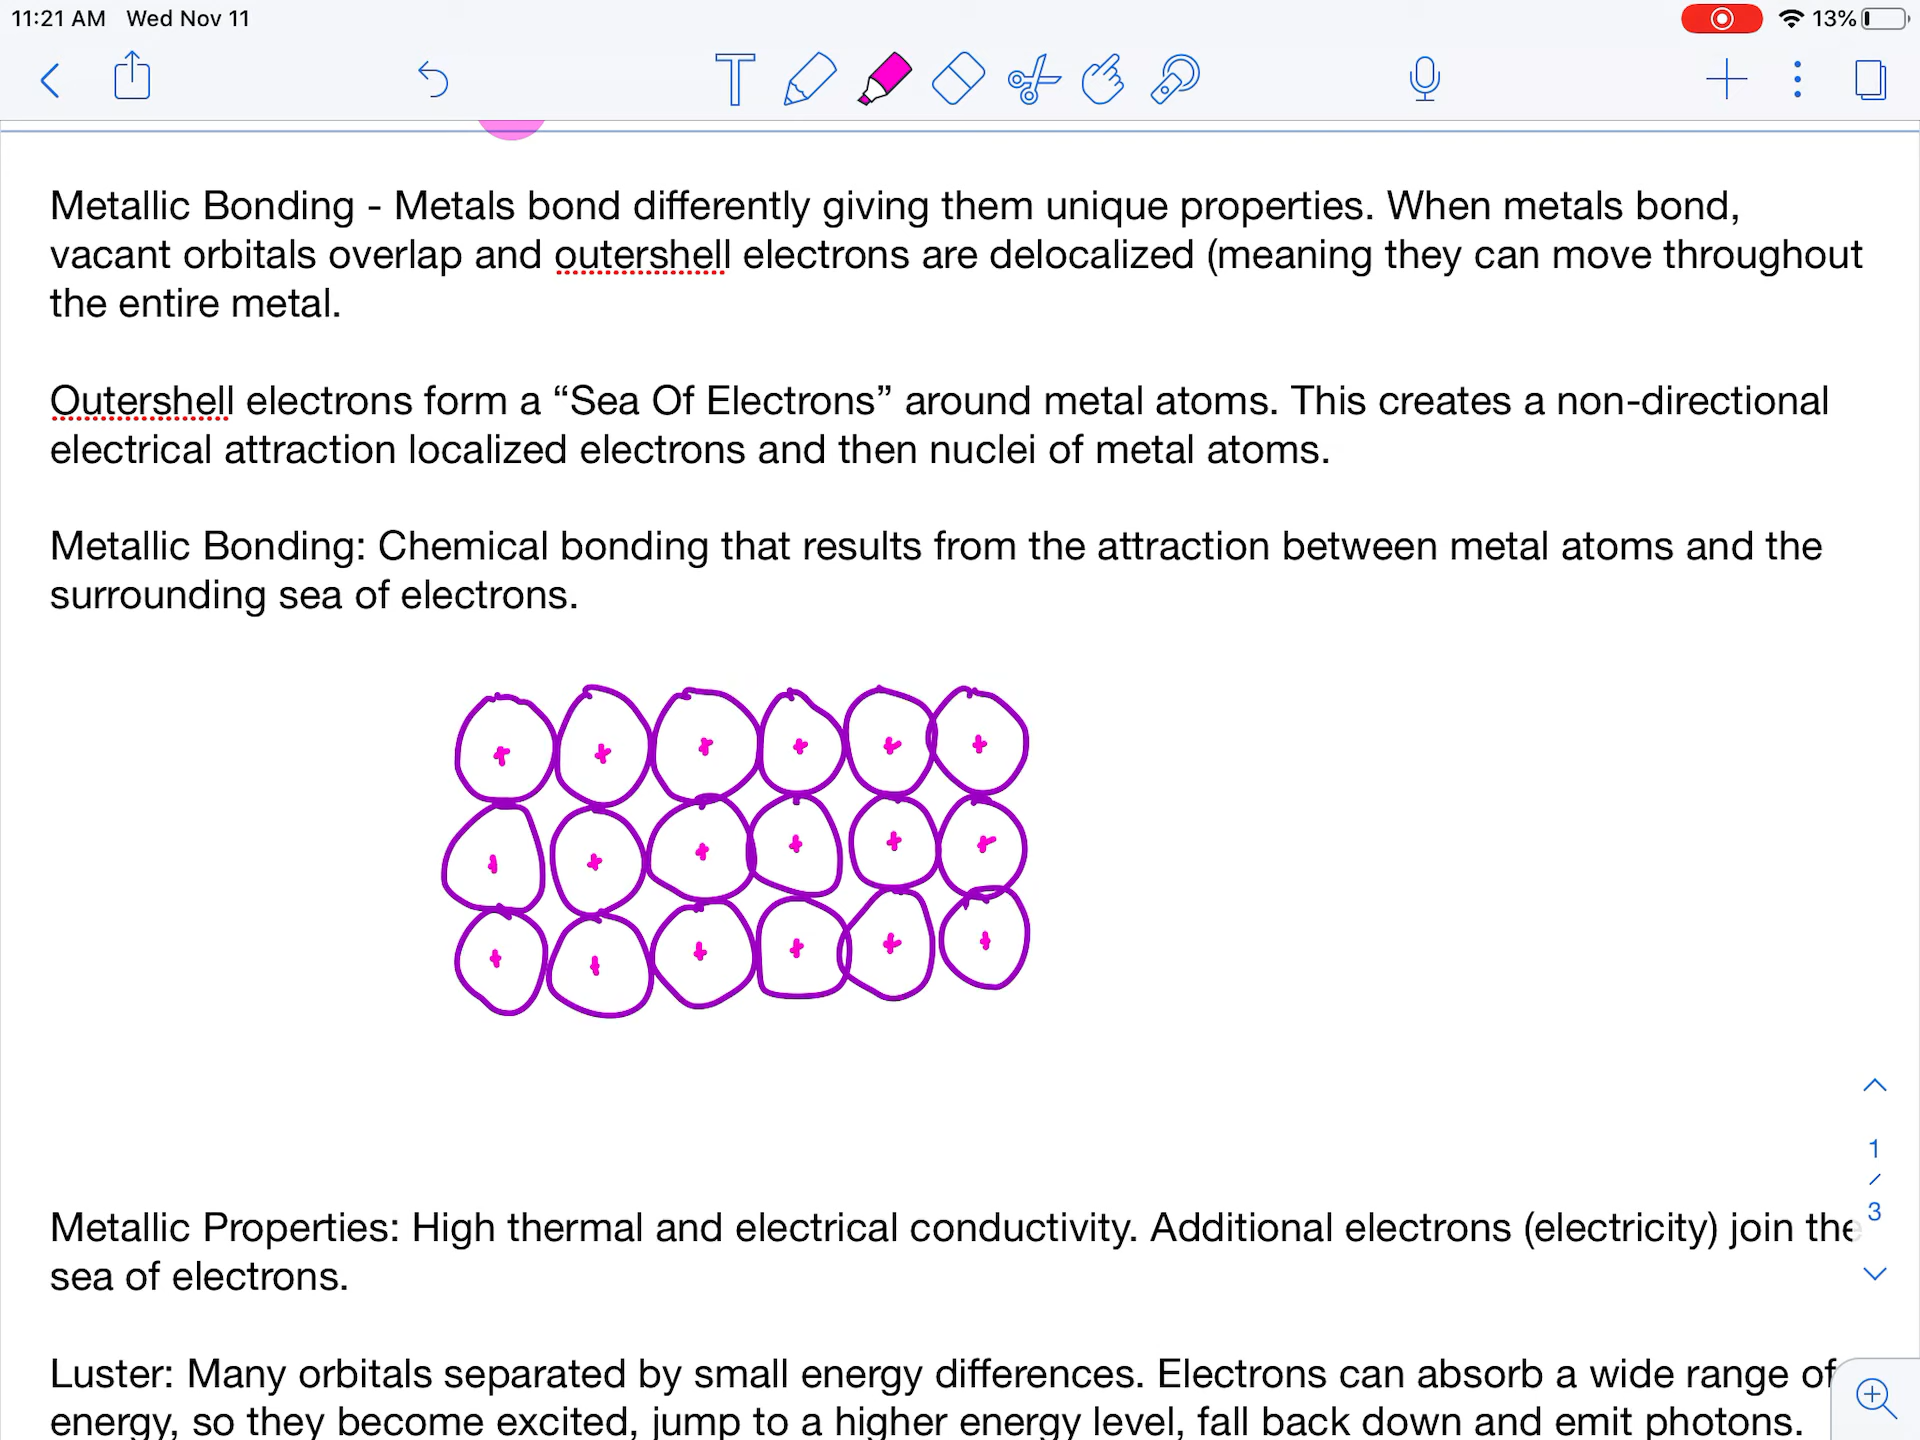 11:21 AM Wed Nov 11
13%
T
Metallic Bonding - Metals bond differently giving them unique properties. When metals bond,
vacant orbitals overlap and outershell electrons are delocalized (meaning they can move throughout
the entire metal.
Outershell electrons form a “Sea Of Electrons” around metal atoms. This creates a non-directional
electrical attraction localized electrons and then nuclei of metal atoms.
Metallic Bonding: Chemical bonding that results from the attraction between metal atoms and the
surrounding sea of electrons.
+ + + + + +
+ + + + + +
+ + + + + +
1
/
3
Metallic Properties: High thermal and electrical conductivity. Additional electrons (electricity) join the
sea of electrons.
Luster: Many orbitals separated by small energy differences. Electrons can absorb a wide range of
energy, so they become excited, jump to a higher energy level, fall back down and emit photons.